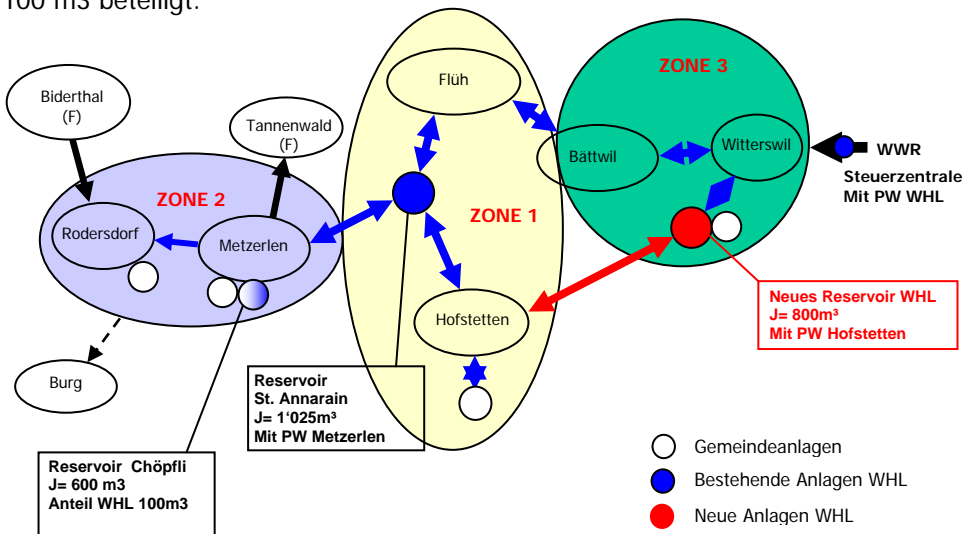 100 m3 beteiligt.
Biderthal
(F)
Tannenwald
(F)
Flüh
ZONE 3
Bättwil
Witterswil
WWR
Steuerzentrale
Mit PW WHL
ZONE 2
Rodersdorf
Metzerlen
ZONE 1
Hofstetten
Neues Reservoir WHL
J= 800m³
Mit PW Hofstetten
Burg
Reservoir
St. Annarain
J= 1‘025m³
Mit PW Metzerlen
Reservoir Chöpfli
J= 600 m3
Anteil WHL 100m3
Gemeindeanlagen
Bestehende Anlagen WHL
Neue Anlagen WHL